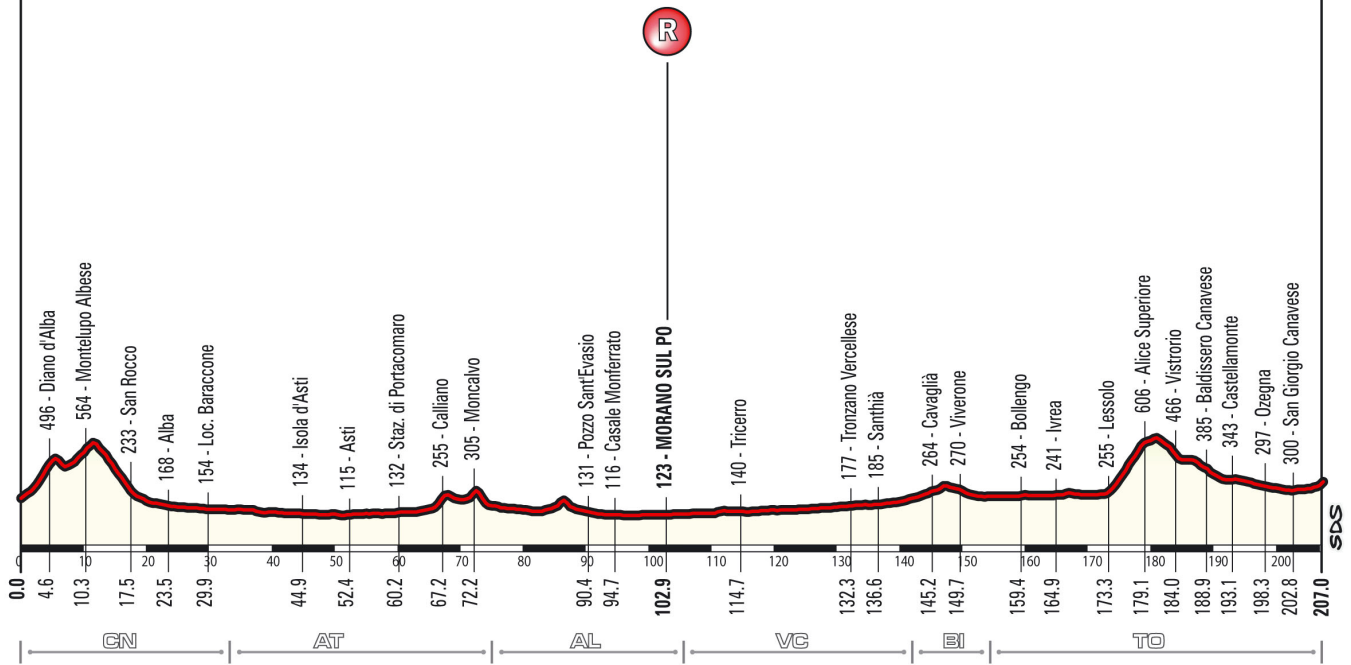 R
496 - Diano d'Alba
564 - Montelupo Albese
233 - San Rocco
168 - Alba
154 - Loc. Baraccone
134 - Isola d'Asti
115 - Asti
132 - Staz. di Portacomaro
255 - Calliano
305 - Moncalvo
131 - Pozzo Sant'Evasio
116 - Casale Monferrato
123 - MORANO SUL PO
140 - Tricerro
177 - Tronzano Vercellese
185 - Santhià
264 - Cavaglià
270 - Viverone
254 - Bollengo
241 - Ivrea
255 - Lessolo
606 - Alice Superiore
466 - Vistrorio
385 - Baldissero Canavese
343 - Castellamonte
297 - Ozegna
300 - San Giorgio Canavese
SDS
0 10 20 30 40 50 60 70 80 90 100 110 120 130 140 150 160 170 180 190 200
0.0 4.6 10.3 17.5 23.5 29.9 44.9 52.4 60.2 67.2 72.2 90.4 94.7 102.9 114.7 132.3 136.6 145.2 149.7 159.4 164.9 173.3 179.1 184.0 188.9 193.1 198.3 202.8 207.0
CN AT AL VC BI TO